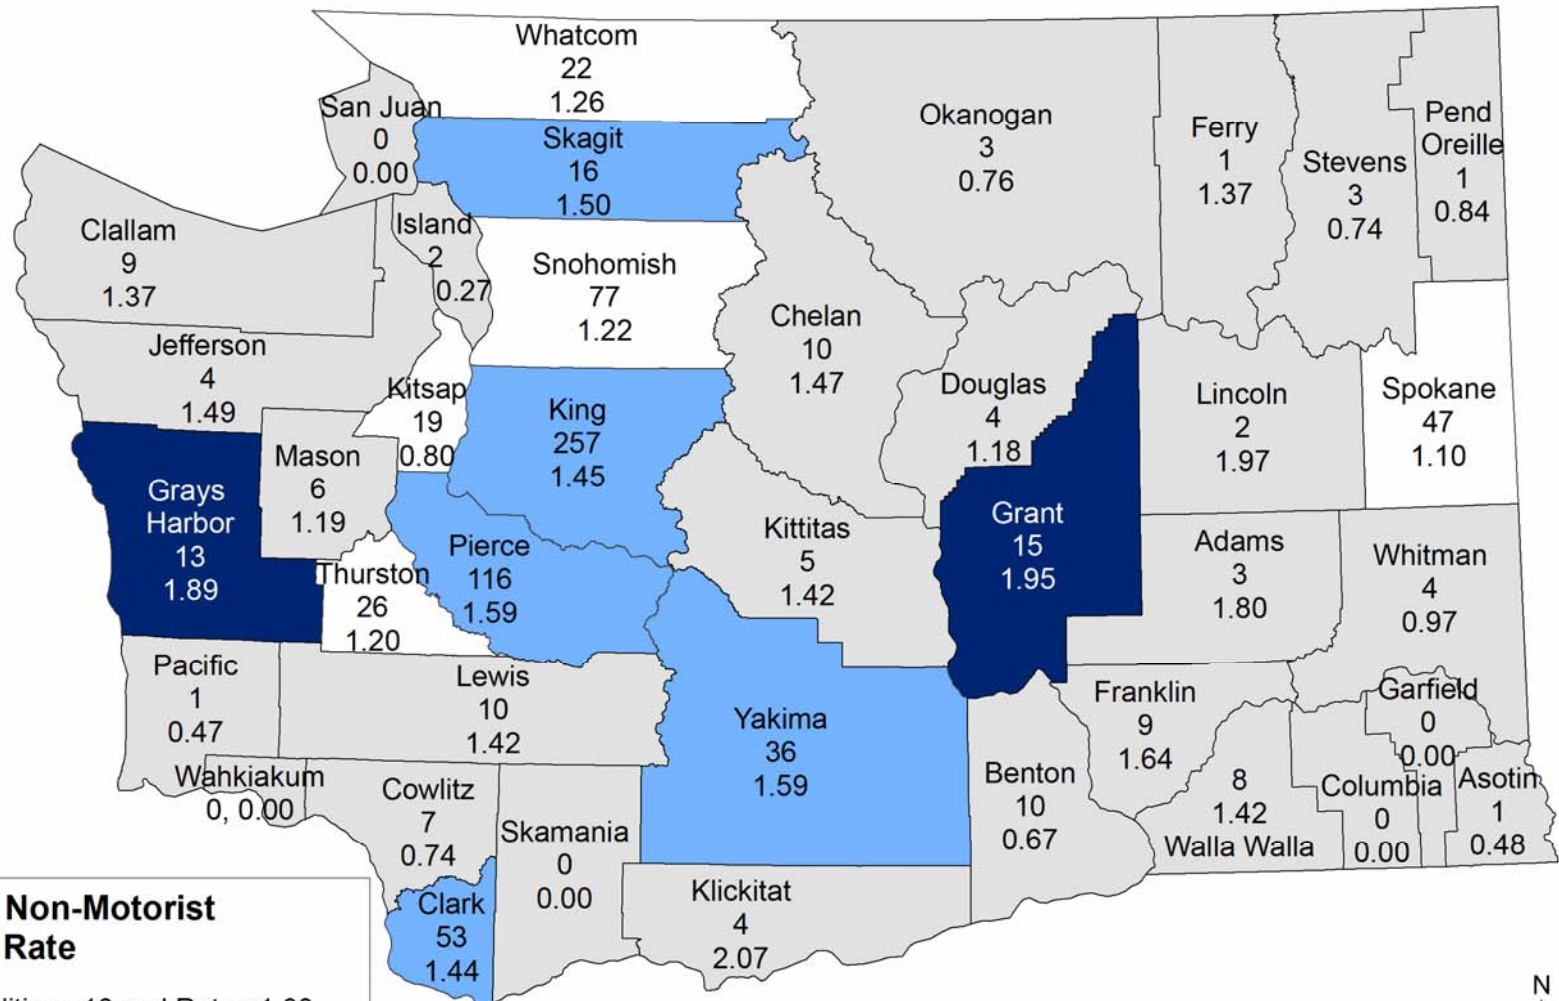 Whatcom
22
1.26
San Juan
0
0.00
Skagit
16
1.50
Okanogan
3
0.76
Ferry
1
1.37
Stevens
3
0.74
Pend
Oreille
1
0.84
Clallam
9
1.37
Island
2
0.27
Snohomish
77
1.22
Chelan
10
1.47
Jefferson
4
1.49
Kitsap
19
0.80
King
257
1.45
Douglas
4
1.18
Lincoln
2
1.97
Spokane
47
1.10
Grays
Harbor
13
1.89
Mason
6
1.19
Thurston
26
1.20
Pierce
116
1.59
Kittitas
5
1.42
Grant
15
1.95
Adams
3
1.80
Whitman
4
0.97
Pacific
1
0.47
Lewis
10
1.42
Yakima
36
1.59
Benton
10
0.67
Franklin
9
1.64
8
1.42
Walla Walla
Columbia
0
0.00
Garfield
0
0.00
Asotin
1
0.48
Wahkiakum
0, 0.00
Cowlitz
7
0.74
Skamania
0
0.00
Clark
53
1.44
Klickitat
4
2.07
Non-Motorist
Rate
N